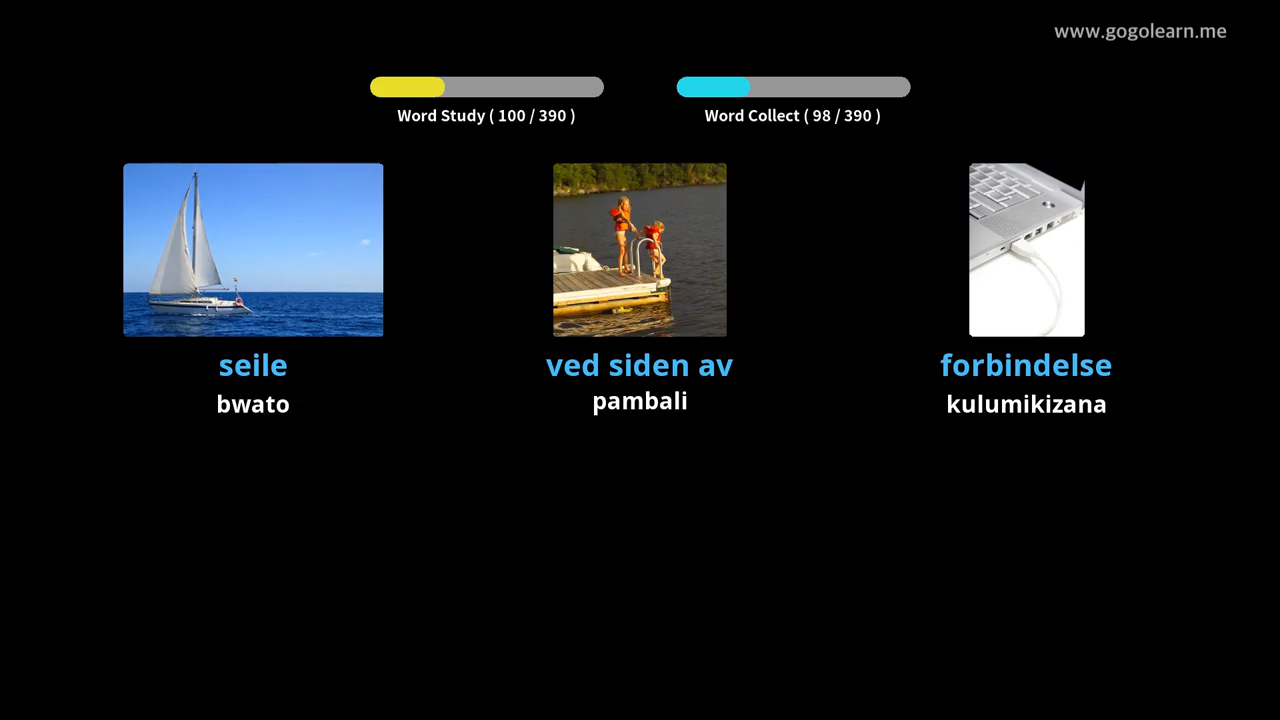 www.gogolearn.me
Word Study ( 100 / 390 )
Word Collect ( 98 / 390 )
seile
bwato
ved siden av
pambali
forbindelse
kulumikizana